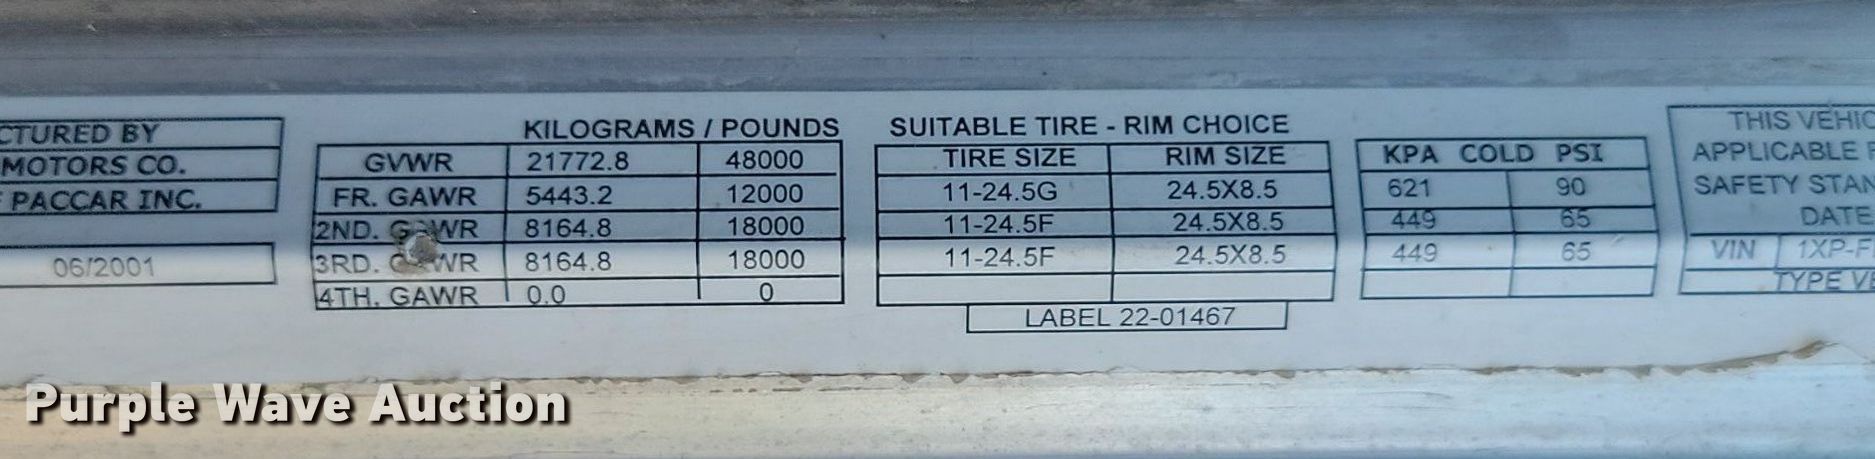 CTURED BY
MOTORS CO.
PACCAR INC.
06/2001
KILOGRAMS / POUNDS
GVWR 21772.8 48000
FR. GAWR 5443.2 12000
2ND. GAWR 8164.8 18000
3RD. GAWR 8164.8 18000
4TH. GAWR 0.0 0
SUITABLE TIRE - RIM CHOICE
TIRE SIZE RIM SIZE
11-24.5G 24.5X8.5
11-24.5F 24.5X8.5
11-24.5F 24.5X8.5
LABEL 22-01467
KPA COLD PSI
621 90
449 65
449 65
THIS VEHIC
APPLICABLE F
SAFETY STAN
DATE
VIN 1XP-F
TYPE VE
Purple Wave Auction